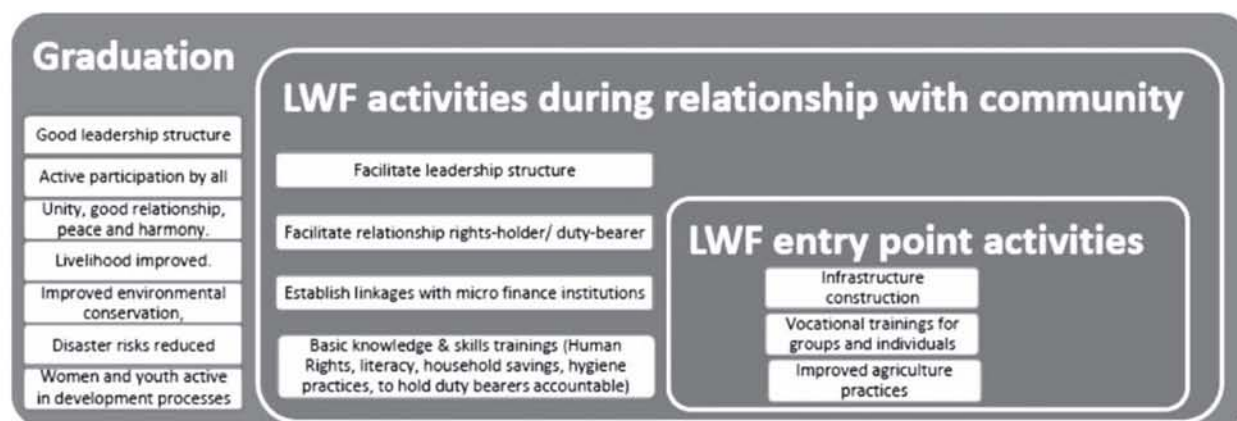 Graduation
Good leadership structure
Active participation by all
Unity, good relationship,
peace and harmony.
Livelihood improved.
Improved environmental
conservation,
Disaster risks reduced
Women and youth active
in development processes
LWF activities during relationship with community
Facilitate leadership structure
Facilitate relationship rights-holder/ duty-bearer
Establish linkages with micro finance institutions
Basic knowledge & skills trainings (Human
Rights, literacy, household savings, hygiene
practices, to hold duty bearers accountable)
LWF entry point activities
Infrastructure
construction
Vocational trainings for
groups and individuals
Improved agriculture
practices